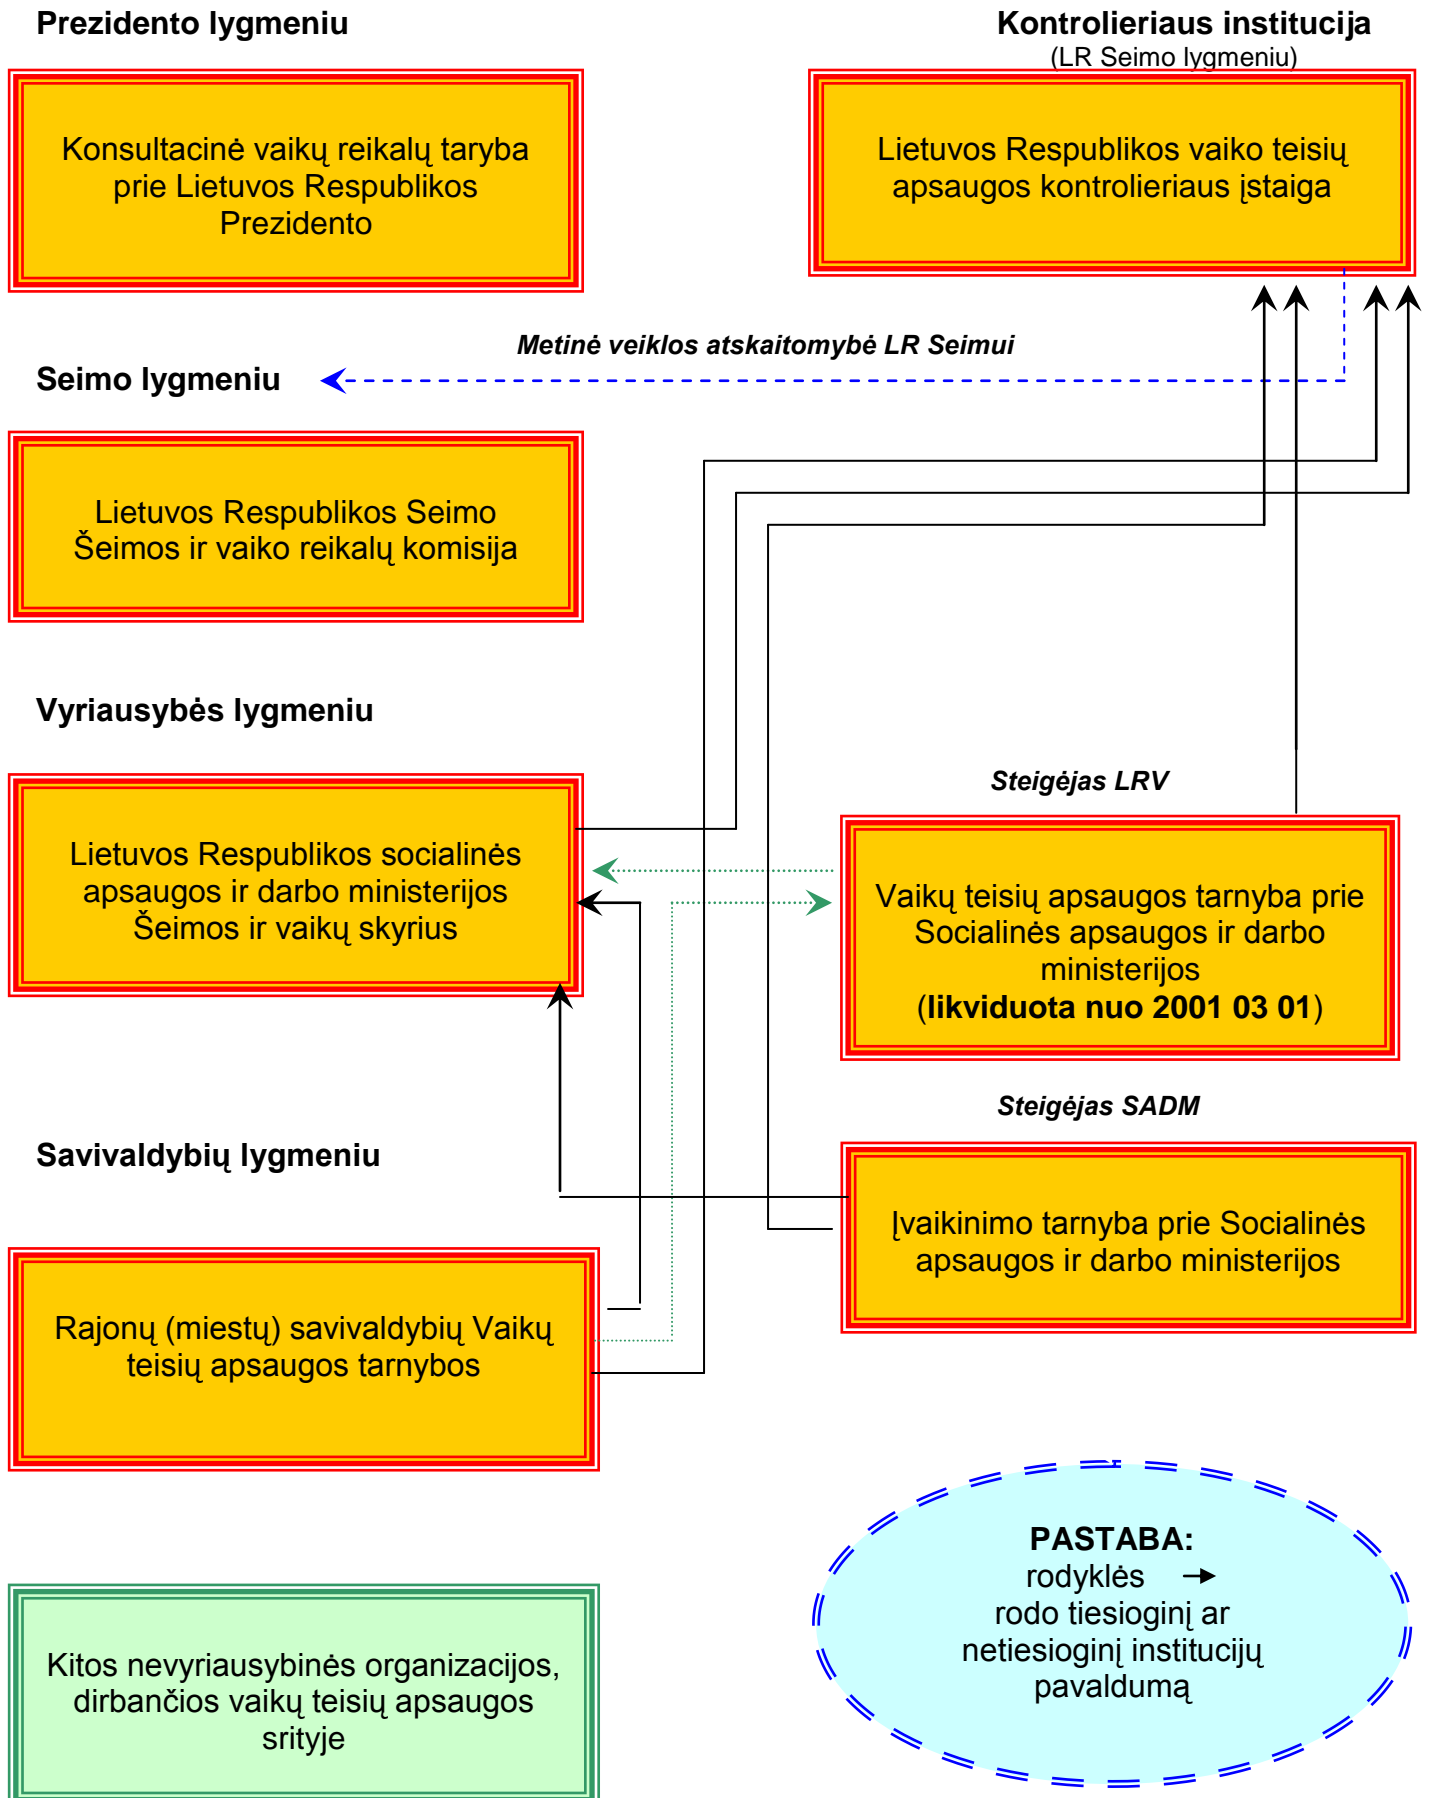 Prezidento lygmeniu
Kontrolieriaus institucija
(LR Seimo lygmeniu)
Konsultacinė vaikų reikalų taryba
prie Lietuvos Respublikos
Prezidento
Lietuvos Respublikos vaiko teisių
apsaugos kontrolieriaus įstaiga
Metinė veiklos atskaitomybė LR Seimui
Seimo lygmeniu
Lietuvos Respublikos Seimo
Šeimos ir vaiko reikalų komisija
Vyriausybės lygmeniu
Steigėjas LRV
Lietuvos Respublikos socialinės
apsaugos ir darbo ministerijos
Šeimos ir vaikų skyrius
Vaikų teisių apsaugos tarnyba prie
Socialinės apsaugos ir darbo
ministerijos
(likviduota nuo 2001 03 01)
Steigėjas SADM
Savivaldybių lygmeniu
Įvaikinimo tarnyba prie Socialinės
apsaugos ir darbo ministerijos
Rajonų (miestų) savivaldybių Vaikų
teisių apsaugos tarnybos
PASTABA:
rodyklės
rodo tiesioginį ar
netiesioginį institucijų
pavaldumą
Kitos nevyriausybinės organizacijos,
dirbančios vaikų teisių apsaugos
srityje